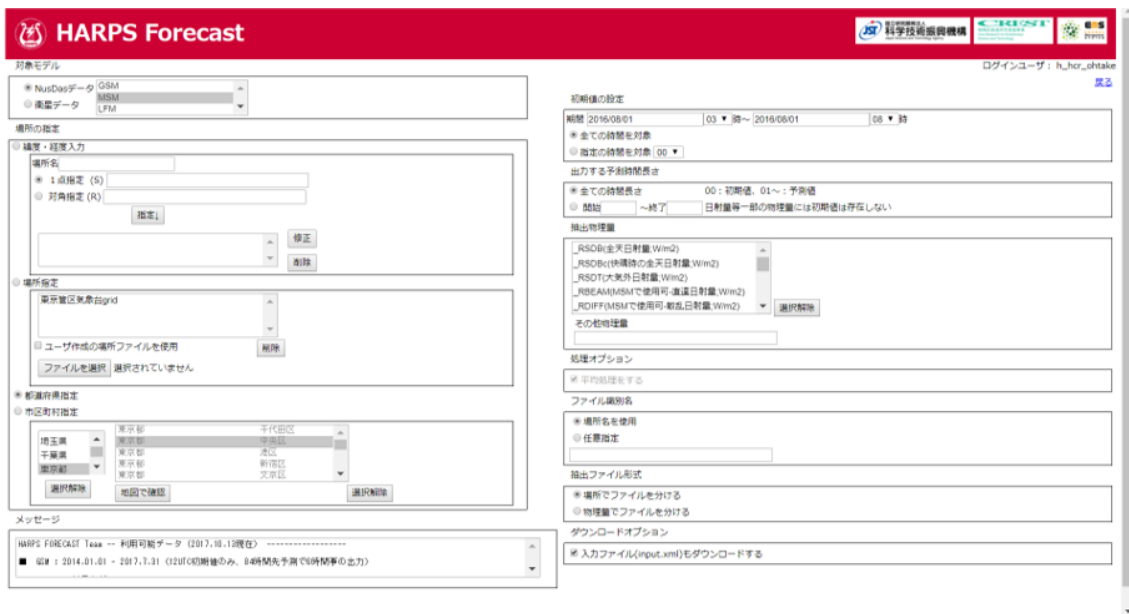 HARPS Forecast
JST 国立研究開発法人 科学技術振興機構
CREST
EMS
対象モデル
ログインユーザ： h_hcr_ohtake
戻る
NusDasデータ
衛星データ
GSM
MSM
LFM
場所の指定
緯度・経度入力
場所名
１点指定 (S)
対角指定 (R)
指定↓
修正
削除
場所指定
東京管区気象台grid
ユーザ作成の場所ファイルを使用
削除
ファイルを選択 選択されていません
都道府県指定
市区町村指定
埼玉県
千葉県
東京都
東京都 千代田区
東京都 中央区
東京都 港区
東京都 新宿区
東京都 文京区
選択解除
地図で確認
選択解除
メッセージ
HARPS FORECAST Team -- 利用可能データ (2017.10.13現在) ------------------
■ GSM : 2014.01.01 - 2017.7.31 (12UTC初期値のみ、84時間先予測で6時間毎の出力)
初期値の設定
期間 2016/08/01 03 ▼ 時～ 2016/08/01 08 ▼ 時
全ての時間を対象
指定の時間を対象 00 ▼
出力する予測時間長さ
全ての時間長さ 00：初期値、01～：予測値
開始 ～終了 日射量等一部の物理量には初期値は存在しない
抽出物理量
_RSDB(全天日射量;W/m2)
_RSDBc(快晴時の全天日射量;W/m2)
_RSDT(大気外日射量;W/m2)
_RBEAM(MSMで使用可-直達日射量;W/m2)
_RDIFF(MSMで使用可-散乱日射量;W/m2)
選択解除
その他物理量
処理オプション
平均処理をする
ファイル識別名
場所名を使用
任意指定
抽出ファイル形式
場所でファイルを分ける
物理量でファイルを分ける
ダウンロードオプション
入力ファイル(input.xml)もダウンロードする